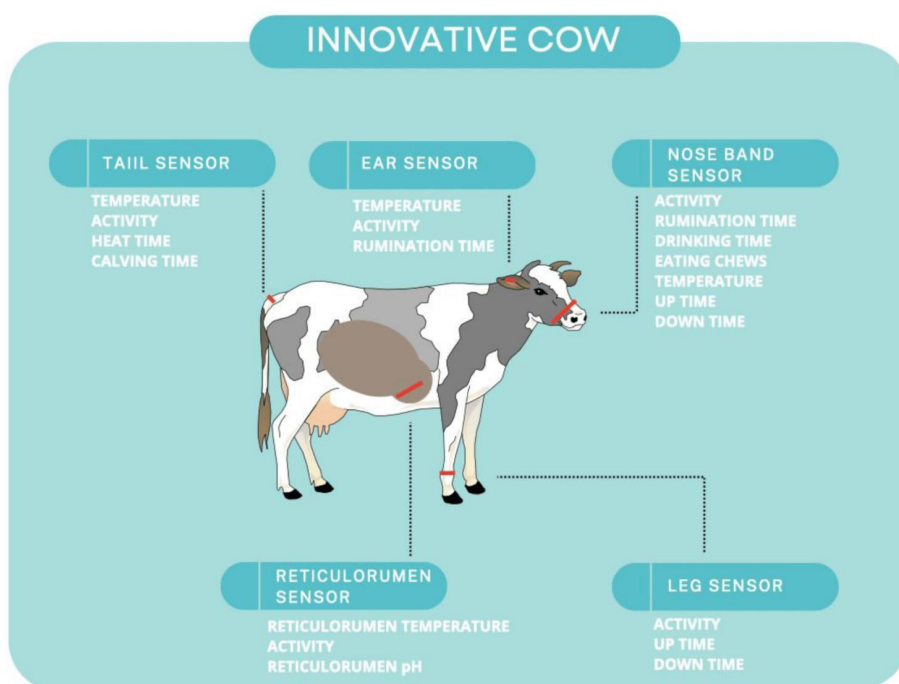 INNOVATIVE COW
TAIIL SENSOR
TEMPERATURE
ACTIVITY
HEAT TIME
CALVING TIME
EAR SENSOR
TEMPERATURE
ACTIVITY
RUMINATION TIME
NOSE BAND
SENSOR
ACTIVITY
RUMINATION TIME
DRINKING TIME
EATING CHEWS
TEMPERATURE
UP TIME
DOWN TIME
RETICULORUMEN
SENSOR
RETICULORUMEN TEMPERATURE
ACTIVITY
RETICULORUMEN pH
LEG SENSOR
ACTIVITY
UP TIME
DOWN TIME